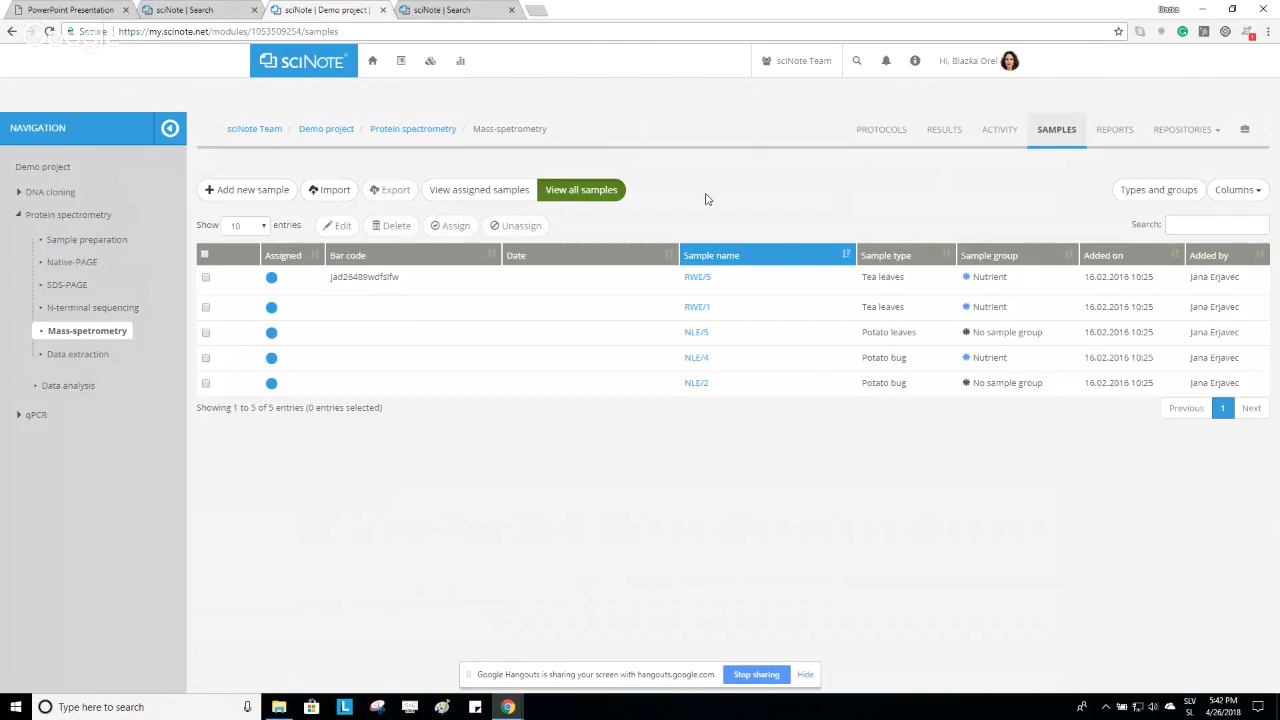 PowerPoint Presentation
sciNote | Search
sciNote | Demo project |
sciNote | Search
Blazka
Secure
https://my.scinote.net/modules/1053509254/samples
sciNOTE
sciNote Team
Hi, Blazka Orel
NAVIGATION
sciNote Team / Demo project / Protein spectrometry / Mass-spetrometry
PROTOCOLS RESULTS ACTIVITY SAMPLES REPORTS REPOSITORIES
Demo project
DNA cloning
Protein spectrometry
Sample preparation
Native-PAGE
SDS-PAGE
N-terminal sequencing
Mass-spetrometry
Data extraction
Data analysis
qPCR
Add new sample Import Export View assigned samples View all samples Types and groups Columns
Show 10 entries Edit Delete Assign Unassign Search:
Assigned Bar code Date Sample name Sample type Sample group Added on Added by
jad26489wdfsifw RWE/5 Tea leaves Nutrient 16.02.2016 10:25 Jana Erjavec
RWE/1 Tea leaves Nutrient 16.02.2016 10:25 Jana Erjavec
NLE/5 Potato leaves No sample group 16.02.2016 10:25 Jana Erjavec
NLE/4 Potato bug Nutrient 16.02.2016 10:25 Jana Erjavec
NLE/2 Potato bug No sample group 16.02.2016 10:25 Jana Erjavec
Showing 1 to 5 of 5 entries (0 entries selected)
Previous 1 Next
Google Hangouts is sharing your screen with hangouts.google.com. Stop sharing Hide
Type here to search
SLV 5:42 PM
SL 4/26/2018